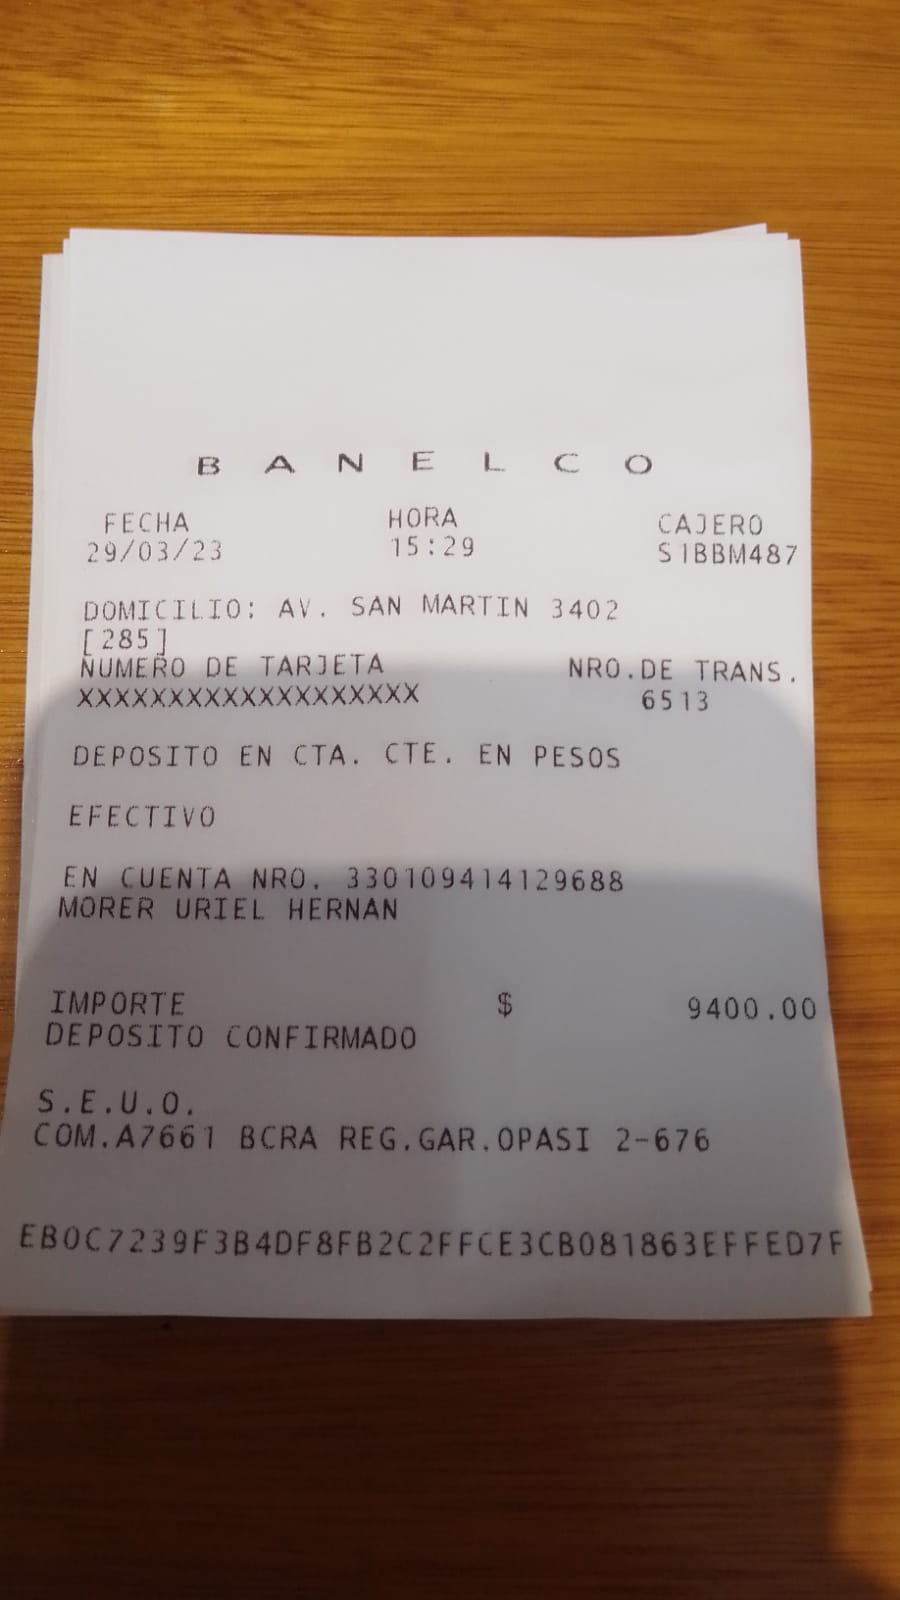 BANELCO
FECHA HORA CAJERO
29/03/23 15:29 S1BBM487
DOMICILIO: AV. SAN MARTIN 3402
[285]
NUMERO DE TARJETA NRO.DE TRANS.
XXXXXXXXXXXXXXXXXXX 6513
DEPOSITO EN CTA. CTE. EN PESOS
EFECTIVO
EN CUENTA NRO. 330109414129688
MORER URIEL HERNAN
IMPORTE $ 9400.00
DEPOSITO CONFIRMADO
S.E.U.O.
COM.A7661 BCRA REG.GAR.OPASI 2-676
EB0C7239F3B4DF8FB2C2FFCE3CB081863EFFED7F